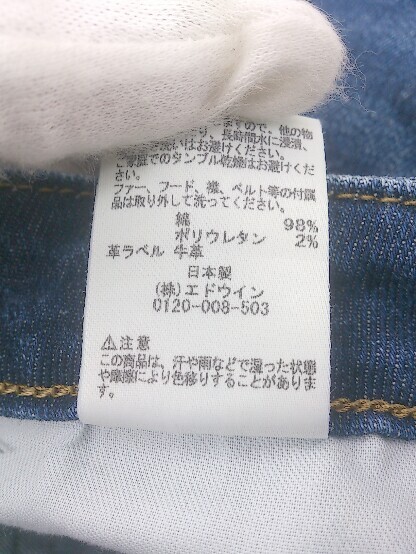 ますので、他の物
り、長時間水に浸漬、
洗いはお避けください。
ご家庭でのタンブル乾燥はお避けくださ
い。
ファー、フード、襟、ベルト等の付属
品は取り外して洗ってください。
綿 98%
ポリウレタン 2%
革ラベル 牛革
日本製
(株)エドウイン
0120-008-503
⚠注意
この商品は、汗や雨などで湿った状態
や摩擦により色移りすることがありま
す。